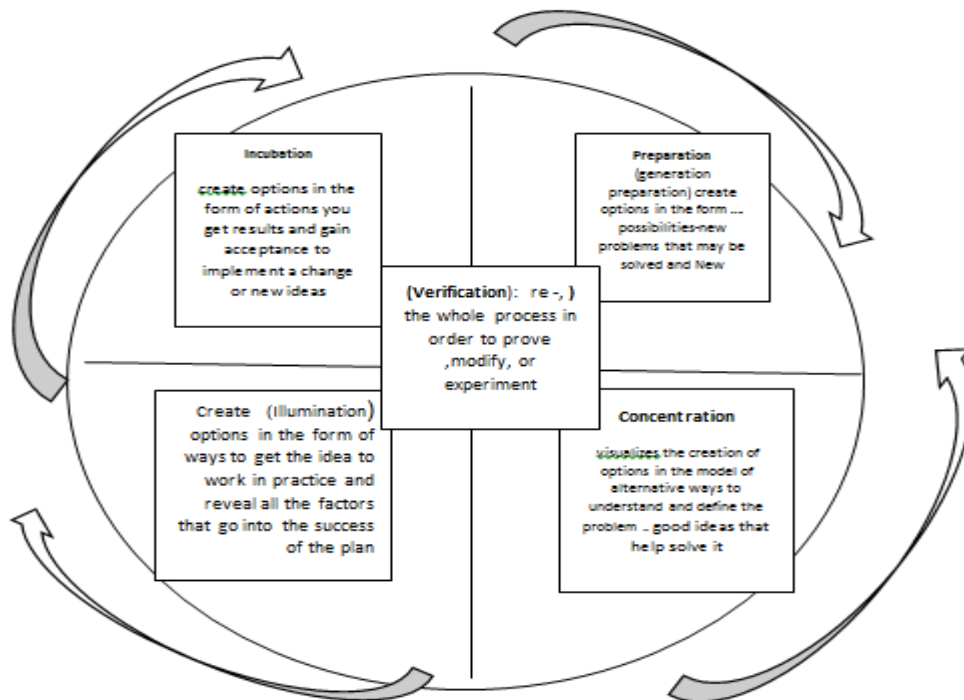 Incubation
create options in the
form of actions you
get results and gain
acceptance to
implement a change
or new ideas
Preparation
(generation
preparation) create
options in the form ....
possibilities-new
problems that may be
solved and New
(Verification): re -, )
the whole process in
order to prove
,modify, or
experiment
Create (Illumination)
options in the form of
ways to get the idea to
work in practice and
reveal all the factors
that go into the success
of the plan
Concentration
visualizes the creation of
options in the model of
alternative ways to
understand and define the
problem .. good ideas that
help solve it